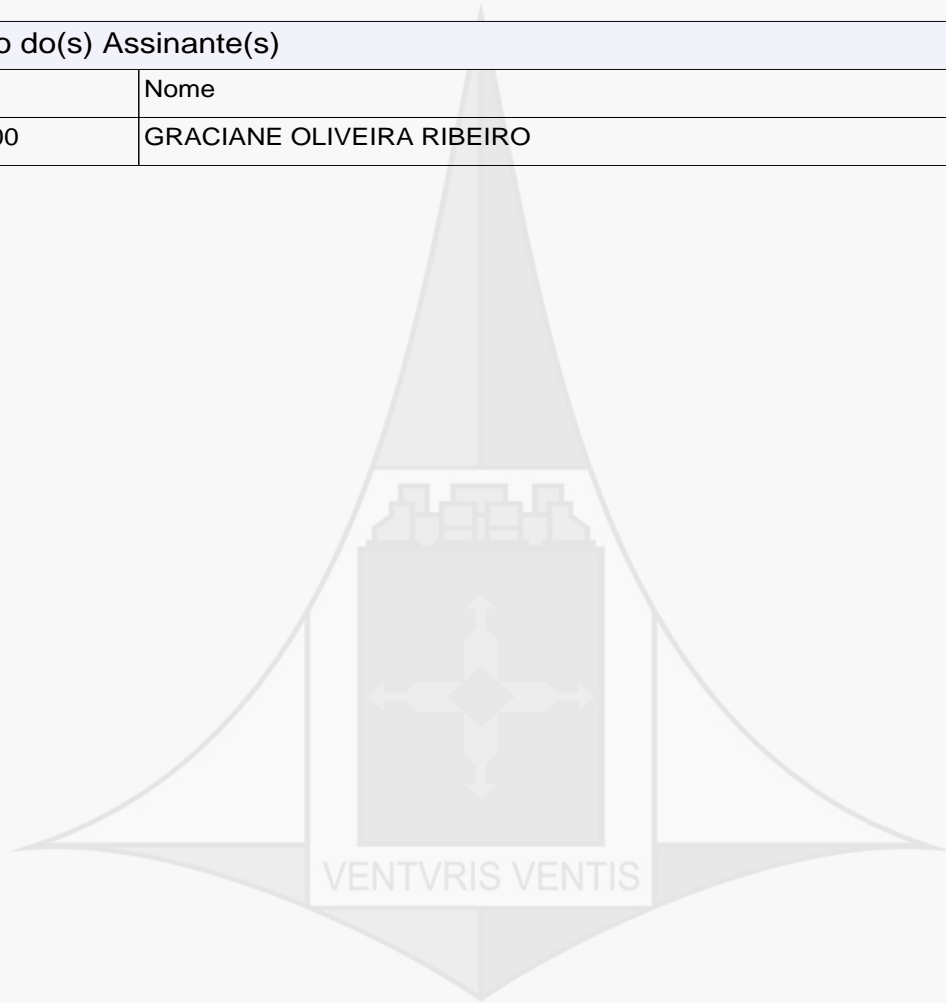 o do(s) Assinante(s)
Nome
00 GRACIANE OLIVEIRA RIBEIRO
VENTVRIS VENTIS